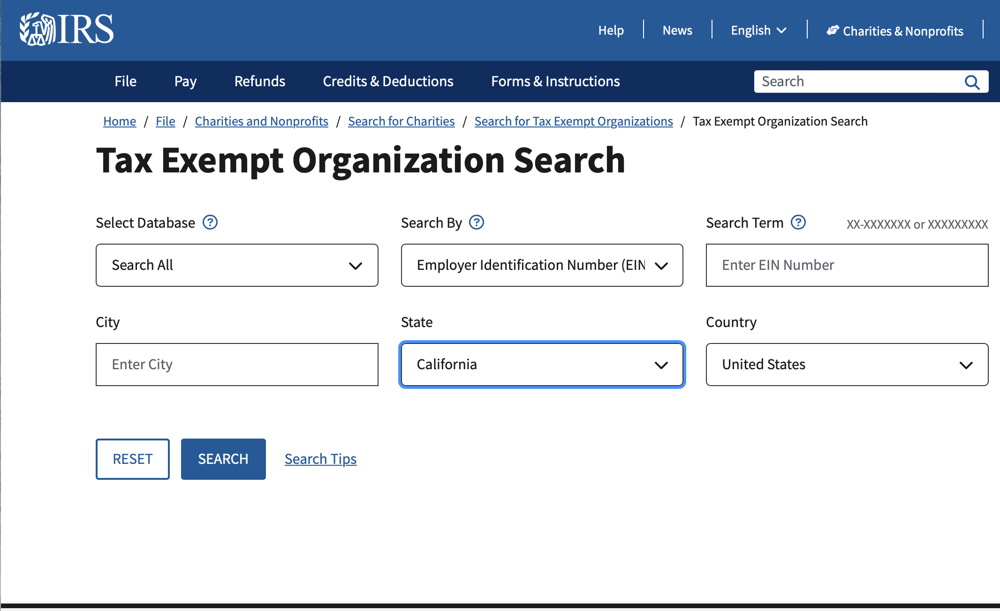 IRS
Help
News
English
Charities & Nonprofits
File
Pay
Refunds
Credits & Deductions
Forms & Instructions
Search
Home / File / Charities and Nonprofits / Search for Charities / Search for Tax Exempt Organizations / Tax Exempt Organization Search
Tax Exempt Organization Search
Select Database ?
Search All
Search By ?
Employer Identification Number (EIN
Search Term ?
XX-XXXXXXX or XXXXXXXXX
Enter EIN Number
City
Enter City
State
California
Country
United States
RESET
SEARCH
Search Tips